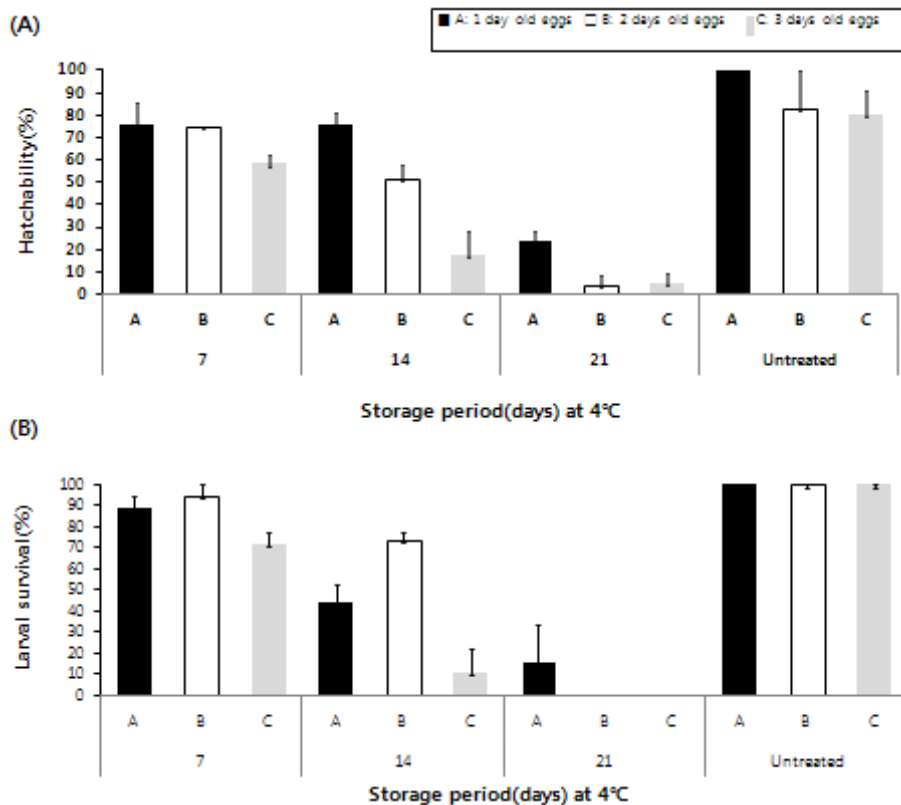 (A)
A: 1 day old eggs B: 2 days old eggs C: 3 days old eggs
Hatchability(%)
100
90
80
70
60
50
40
30
20
10
0
A B C A B C A B C A B C
7 14 21 Untreated
Storage period(days) at 4℃
(B)
Larval survival(%)
100
90
80
70
60
50
40
30
20
10
0
A B C A B C A B C A B C
7 14 21 Untreated
Storage period(days) at 4℃